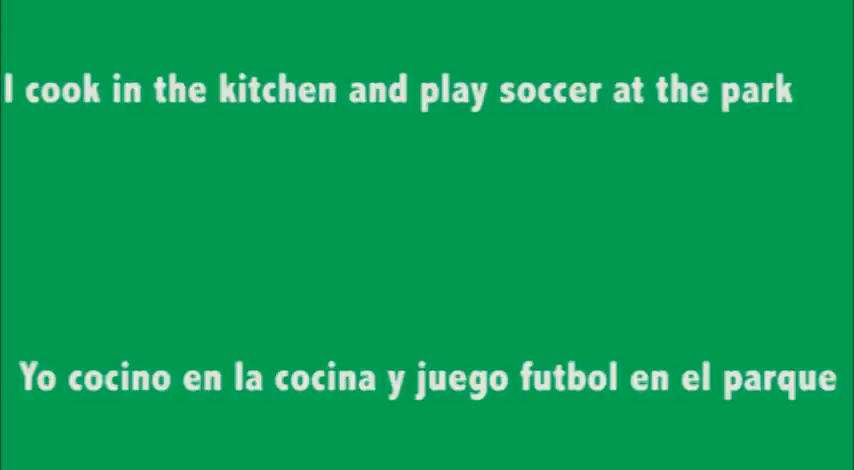 I cook in the kitchen and play soccer at the park
Yo cocino en la cocina y juego futbol en el parque